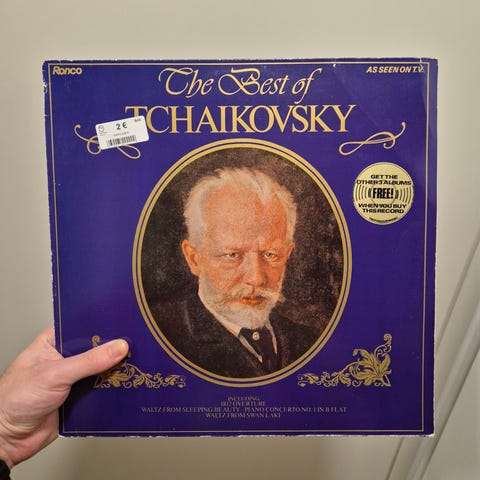 Ronco
AS SEEN ON T.V.
The Best of
TCHAIKOVSKY
2 €
GET THE
OTHER 3 ALBUMS
FREE!
WHEN YOU BUY
THIS RECORD
INCLUDING
1812 OVERTURE
WALTZ FROM SLEEPING BEAUTY · PIANO CONCERTO NO. 1 IN B FLAT
WALTZ FROM SWAN LAKE